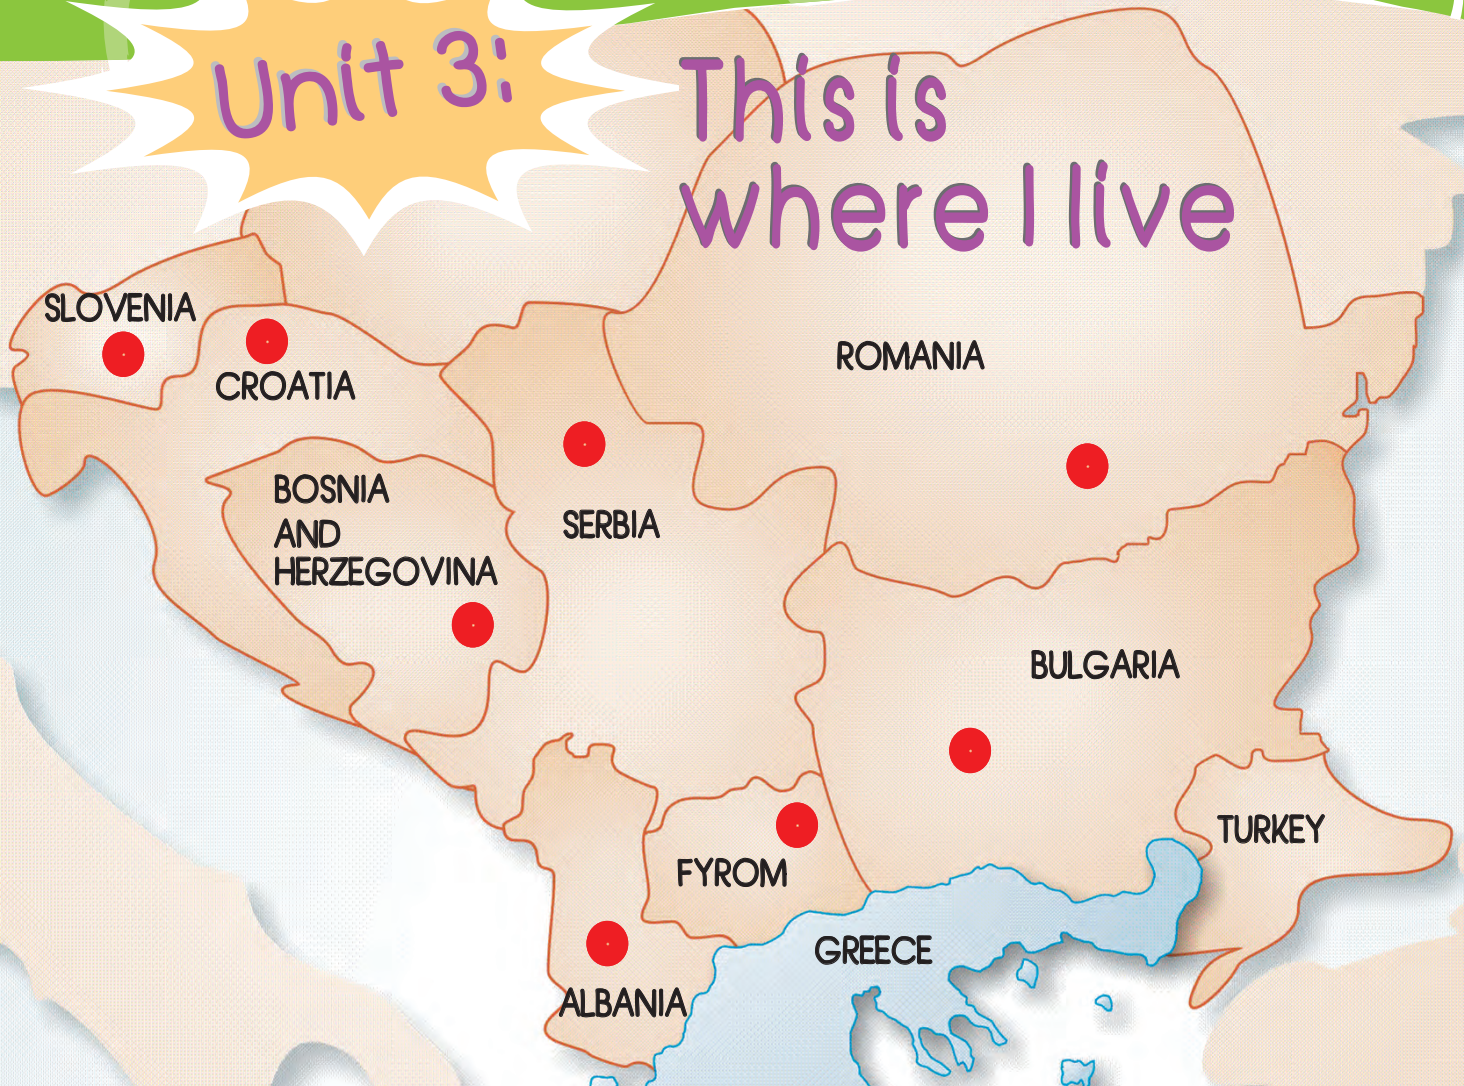 Unit 3:
This is
where I live
SLOVENIA
CROATIA
ROMANIA
BOSNIA
AND
HERZEGOVINA
SERBIA
BULGARIA
TURKEY
FYROM
GREECE
ALBANIA